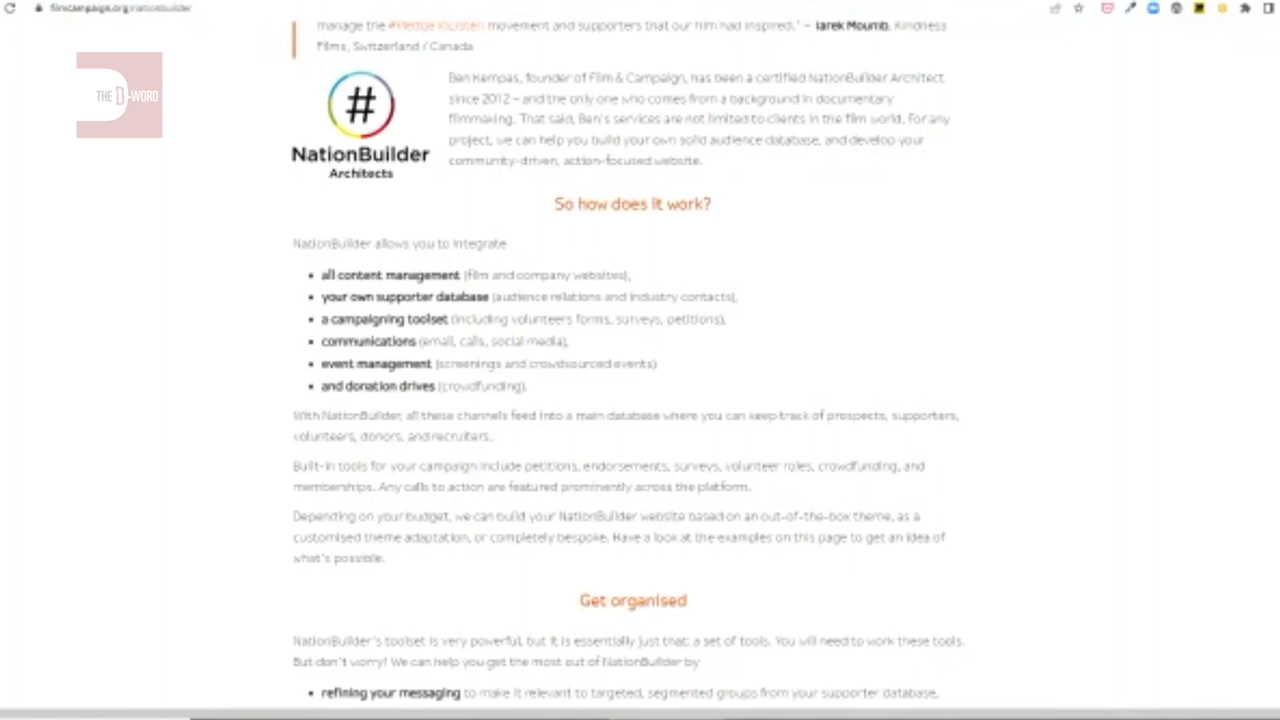 filmcampaign.org/nationbuilder
manage the #PledgeToListen movement and supporters that our film had inspired." – Jarek Moumb, Kindness
Films, Switzerland / Canada
THE D-WORD
#
NationBuilder
Architects
Ben Kempas, founder of Film & Campaign, has been a certified NationBuilder Architect
since 2012 – and the only one who comes from a background in documentary
filmmaking. That said, Ben's services are not limited to clients in the film world. For any
project, we can help you build your own solid audience database, and develop your
community-driven, action-focused website.
So how does it work?
NationBuilder allows you to integrate
• all content management (film and company websites),
• your own supporter database (audience relations and industry contacts),
• a campaigning toolset (including volunteers forms, surveys, petitions),
• communications (email, calls, social media),
• event management (screenings and crowdsourced events)
• and donation drives (crowdfunding).
With NationBuilder, all these channels feed into a main database where you can keep track of prospects, supporters,
volunteers, donors, and recruiters.
Built-in tools for your campaign include petitions, endorsements, surveys, volunteer roles, crowdfunding, and
memberships. Any calls to action are featured prominently across the platform.
Depending on your budget, we can build your NationBuilder website based on an out-of-the-box theme, as a
customised theme adaptation, or completely bespoke. Have a look at the examples on this page to get an idea of
what's possible.
Get organised
NationBuilder's toolset is very powerful, but it is essentially just that: a set of tools. You will need to work these tools.
But don't worry! We can help you get the most out of NationBuilder by
• refining your messaging to make it relevant to targeted, segmented groups from your supporter database,